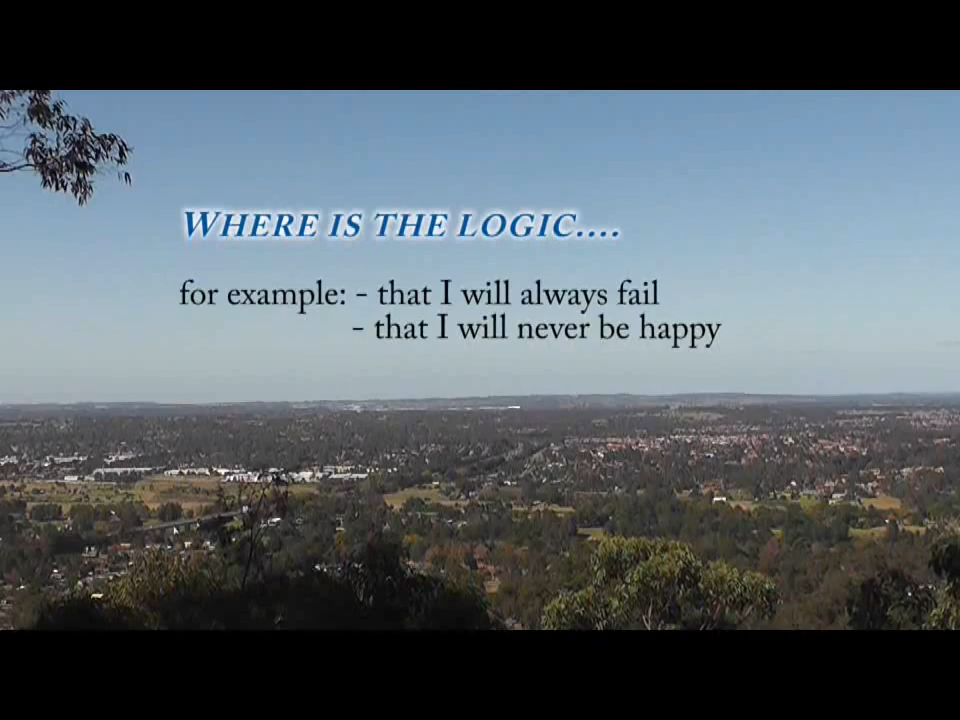 WHERE IS THE LOGIC....
for example: - that I will always fail
- that I will never be happy